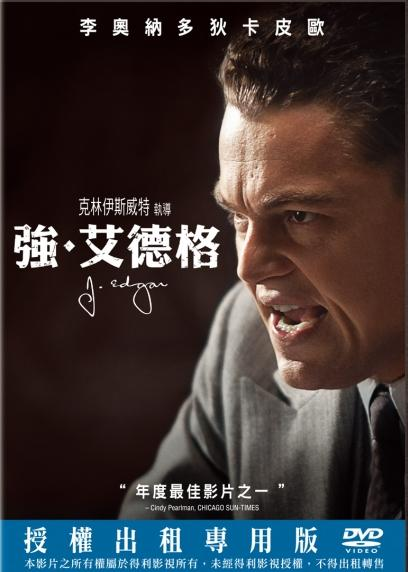 李奧納多狄卡皮歐
克林伊斯威特 執導
強·艾德格
J. Edgar
“ 年度最佳影片之一 ”
– Cindy Pearlman, CHICAGO SUN-TIMES
授權出租專用版 DVD VIDEO
本影片之所有權屬於得利影視所有，未經得利影視授權，不得出租轉售